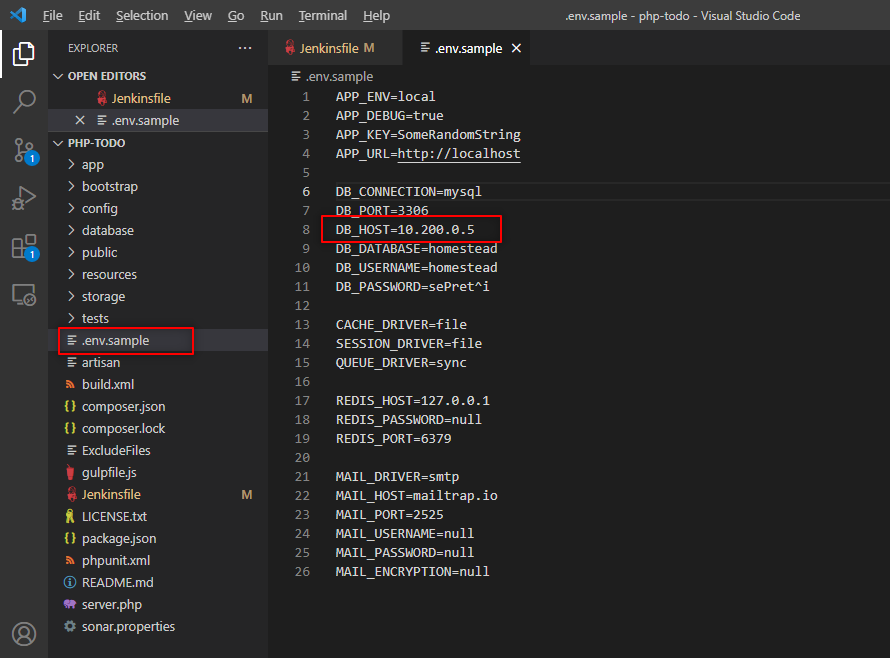 File Edit Selection View Go Run Terminal Help .env.sample - php-todo - Visual Studio Code
EXPLORER ···
OPEN EDITORS
Jenkinsfile M
.env.sample
PHP-TODO
app
bootstrap
config
database
public
resources
storage
tests
.env.sample
artisan
build.xml
composer.json
composer.lock
ExcludeFiles
gulpfile.js
Jenkinsfile M
LICENSE.txt
package.json
phpunit.xml
README.md
server.php
sonar.properties
1
1
Jenkinsfile M .env.sample
.env.sample
1 APP_ENV=local
2 APP_DEBUG=true
3 APP_KEY=SomeRandomString
4 APP_URL=http://localhost
5
6 DB_CONNECTION=mysql
7 DB_PORT=3306
8 DB_HOST=10.200.0.5
9 DB_DATABASE=homestead
10 DB_USERNAME=homestead
11 DB_PASSWORD=sePret^i
12
13 CACHE_DRIVER=file
14 SESSION_DRIVER=file
15 QUEUE_DRIVER=sync
16
17 REDIS_HOST=127.0.0.1
18 REDIS_PASSWORD=null
19 REDIS_PORT=6379
20
21 MAIL_DRIVER=smtp
22 MAIL_HOST=mailtrap.io
23 MAIL_PORT=2525
24 MAIL_USERNAME=null
25 MAIL_PASSWORD=null
26 MAIL_ENCRYPTION=null